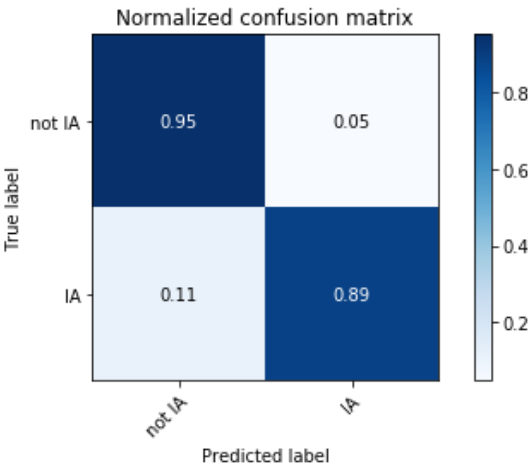 Normalized confusion matrix
True label
not IA
0.95
0.05
IA
0.11
0.89
not IA
IA
Predicted label
0.8
0.6
0.4
0.2